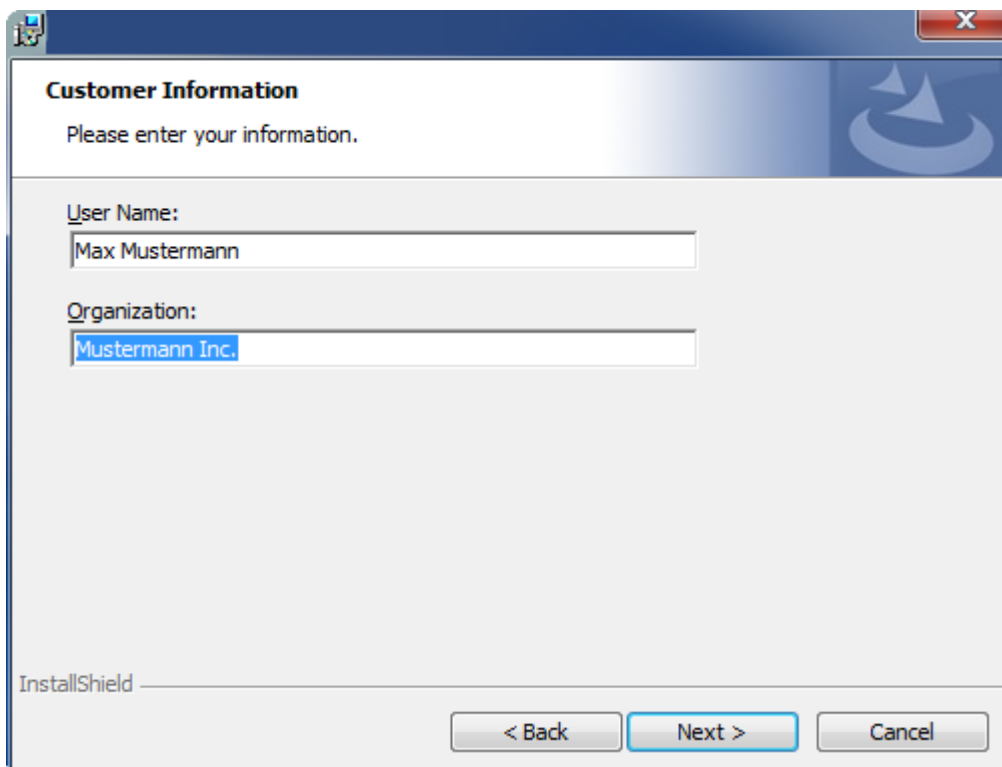 Customer Information
Please enter your information.
User Name:
Max Mustermann
Organization:
Mustermann Inc.
InstallShield
< Back Next > Cancel